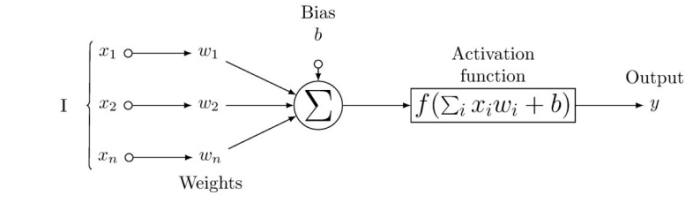 Bias
b
Activation
function
Output
I
x₁ w₁
x₂ w₂
xₙ wₙ
∑
f(∑ᵢ xᵢwᵢ + b)
y
Weights